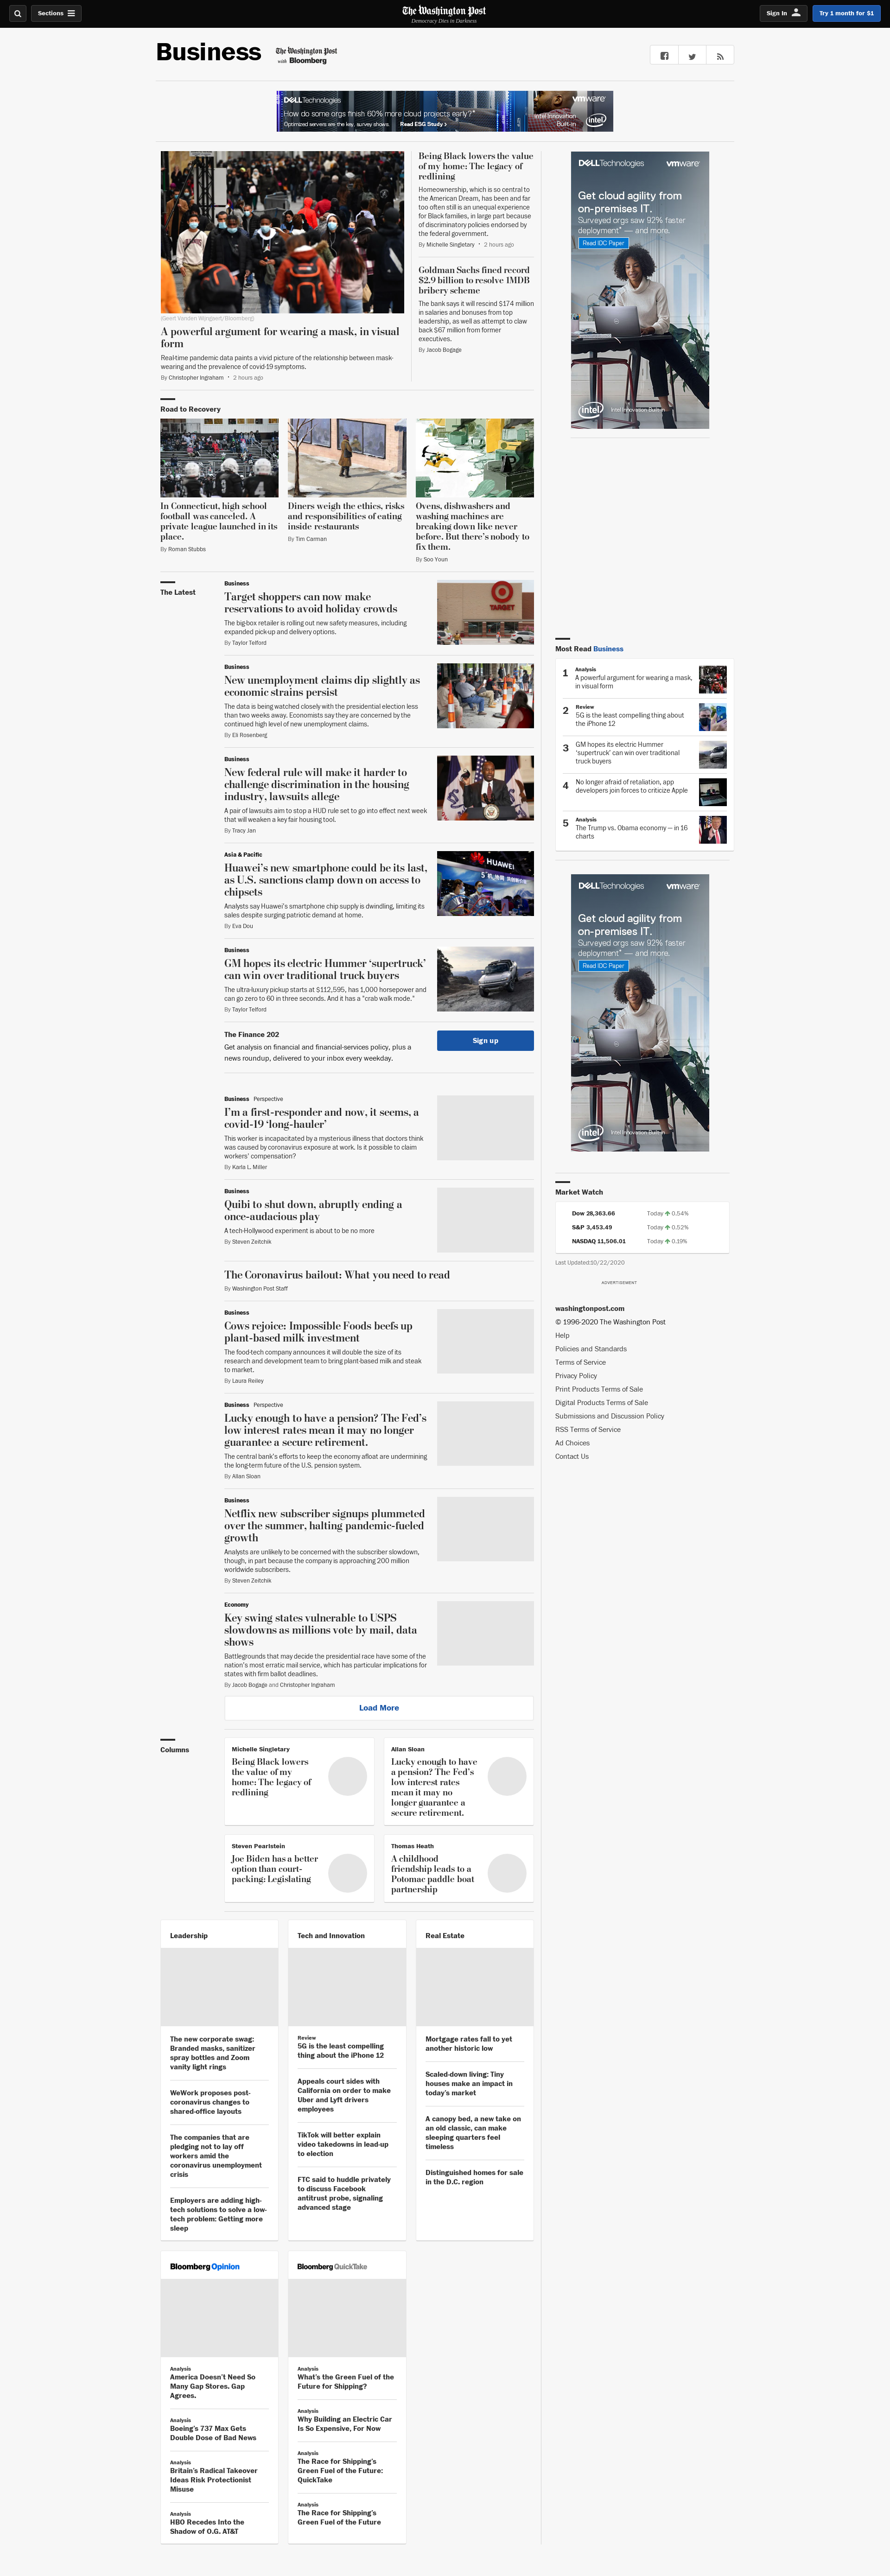 Sections
The Washington Post
Democracy Dies in Darkness
Sign In
Try 1 month for $1
Business
The Washington Post
with Bloomberg
DELLTechnologies
vmware
How do some orgs finish 60% more cloud projects early?*
Optimized servers are the key, survey shows.
Read ESG Study >
Intel Innovation
Built-in
intel
(Geert Vanden Wijngaert/Bloomberg)
A powerful argument for wearing a mask, in visual
form
Real-time pandemic data paints a vivid picture of the relationship between mask-
wearing and the prevalence of covid-19 symptoms.
By Christopher Ingraham • 2 hours ago
Being Black lowers the value
of my home: The legacy of
redlining
Homeownership, which is so central to
the American Dream, has been and far
too often still is an unequal experience
for Black families, in large part because
of discriminatory policies endorsed by
the federal government.
By Michelle Singletary • 2 hours ago
Goldman Sachs fined record
$2.9 billion to resolve 1MDB
bribery scheme
The bank says it will rescind $174 million
in salaries and bonuses from top
leadership, as well as attempt to claw
back $67 million from former
executives.
By Jacob Bogage
DELLTechnologies
vmware
Get cloud agility from
on-premises IT.
Surveyed orgs saw 92% faster
deployment* — and more.
Read IDC Paper
intel
Intel Innovation Built-in
Road to Recovery
In Connecticut, high school
football was canceled. A
private league launched in its
place.
By Roman Stubbs
Diners weigh the ethics, risks
and responsibilities of eating
inside restaurants
By Tim Carman
Ovens, dishwashers and
washing machines are
breaking down like never
before. But there's nobody to
fix them.
By Soo Youn
The Latest
Business
Target shoppers can now make
reservations to avoid holiday crowds
The big-box retailer is rolling out new safety measures, including
expanded pick-up and delivery options.
By Taylor Telford
TARGET
Business
New unemployment claims dip slightly as
economic strains persist
The data is being watched closely with the presidential election less
than two weeks away. Economists say they are concerned by the
continued high level of new unemployment claims.
By Eli Rosenberg
Business
New federal rule will make it harder to
challenge discrimination in the housing
industry, lawsuits allege
A pair of lawsuits aim to stop a HUD rule set to go into effect next week
that will weaken a key fair housing tool.
By Tracy Jan
Asia & Pacific
Huawei's new smartphone could be its last,
as U.S. sanctions clamp down on access to
chipsets
Analysts say Huawei's smartphone chip supply is dwindling, limiting its
sales despite surging patriotic demand at home.
By Eva Dou
HUAWEI
Business
GM hopes its electric Hummer 'supertruck'
can win over traditional truck buyers
The ultra-luxury pickup starts at $112,595, has 1,000 horsepower and
can go zero to 60 in three seconds. And it has a "crab walk mode."
By Taylor Telford
The Finance 202
Get analysis on financial and financial-services policy, plus a
news roundup, delivered to your inbox every weekday.
Sign up
Business Perspective
I'm a first-responder and now, it seems, a
covid-19 'long-hauler'
This worker is incapacitated by a mysterious illness that doctors think
was caused by coronavirus exposure at work. Is it possible to claim
workers' compensation?
By Karla L. Miller
Business
Quibi to shut down, abruptly ending a
once-audacious play
A tech-Hollywood experiment is about to be no more
By Steven Zeitchik
The Coronavirus bailout: What you need to read
By Washington Post Staff
Business
Cows rejoice: Impossible Foods beefs up
plant-based milk investment
The food-tech company announces it will double the size of its
research and development team to bring plant-based milk and steak
to market.
By Laura Reiley
Business Perspective
Lucky enough to have a pension? The Fed's
low interest rates mean it may no longer
guarantee a secure retirement.
The central bank's efforts to keep the economy afloat are undermining
the long-term future of the U.S. pension system.
By Allan Sloan
Business
Netflix new subscriber signups plummeted
over the summer, halting pandemic-fueled
growth
Analysts are unlikely to be concerned with the subscriber slowdown,
though, in part because the company is approaching 200 million
worldwide subscribers.
By Steven Zeitchik
Economy
Key swing states vulnerable to USPS
slowdowns as millions vote by mail, data
shows
Battlegrounds that may decide the presidential race have some of the
nation's most erratic mail service, which has particular implications for
states with firm ballot deadlines.
By Jacob Bogage and Christopher Ingraham
Load More
Most Read Business
1
Analysis
A powerful argument for wearing a mask,
in visual form
2
Review
5G is the least compelling thing about
the iPhone 12
3
GM hopes its electric Hummer
'supertruck' can win over traditional
truck buyers
4
No longer afraid of retaliation, app
developers join forces to criticize Apple
5
Analysis
The Trump vs. Obama economy — in 16
charts
DELLTechnologies
vmware
Get cloud agility from
on-premises IT.
Surveyed orgs saw 92% faster
deployment* — and more.
Read IDC Paper
intel
Intel Innovation Built-in
Market Watch
Dow 28,363.66 Today 0.54%
S&P 3,453.49 Today 0.52%
NASDAQ 11,506.01 Today 0.19%
Last Updated:10/22/2020
ADVERTISEMENT
washingtonpost.com
© 1996-2020 The Washington Post
Help
Policies and Standards
Terms of Service
Privacy Policy
Print Products Terms of Sale
Digital Products Terms of Sale
Submissions and Discussion Policy
RSS Terms of Service
Ad Choices
Contact Us
Columns
Michelle Singletary
Being Black lowers
the value of my
home: The legacy of
redlining
Allan Sloan
Lucky enough to have
a pension? The Fed's
low interest rates
mean it may no
longer guarantee a
secure retirement.
Steven Pearlstein
Joe Biden has a better
option than court-
packing: Legislating
Thomas Heath
A childhood
friendship leads to a
Potomac paddle boat
partnership
Leadership
The new corporate swag:
Branded masks, sanitizer
spray bottles and Zoom
vanity light rings
WeWork proposes post-
coronavirus changes to
shared-office layouts
The companies that are
pledging not to lay off
workers amid the
coronavirus unemployment
crisis
Employers are adding high-
tech solutions to solve a low-
tech problem: Getting more
sleep
Tech and Innovation
Review
5G is the least compelling
thing about the iPhone 12
Appeals court sides with
California on order to make
Uber and Lyft drivers
employees
TikTok will better explain
video takedowns in lead-up
to election
FTC said to huddle privately
to discuss Facebook
antitrust probe, signaling
advanced stage
Real Estate
Mortgage rates fall to yet
another historic low
Scaled-down living: Tiny
houses make an impact in
today's market
A canopy bed, a new take on
an old classic, can make
sleeping quarters feel
timeless
Distinguished homes for sale
in the D.C. region
Bloomberg Opinion
Analysis
America Doesn't Need So
Many Gap Stores. Gap
Agrees.
Analysis
Boeing's 737 Max Gets
Double Dose of Bad News
Analysis
Britain's Radical Takeover
Ideas Risk Protectionist
Misuse
Analysis
HBO Recedes Into the
Shadow of O.G. AT&T
Bloomberg QuickTake
Analysis
What's the Green Fuel of the
Future for Shipping?
Analysis
Why Building an Electric Car
Is So Expensive, For Now
Analysis
The Race for Shipping's
Green Fuel of the Future:
QuickTake
Analysis
The Race for Shipping's
Green Fuel of the Future